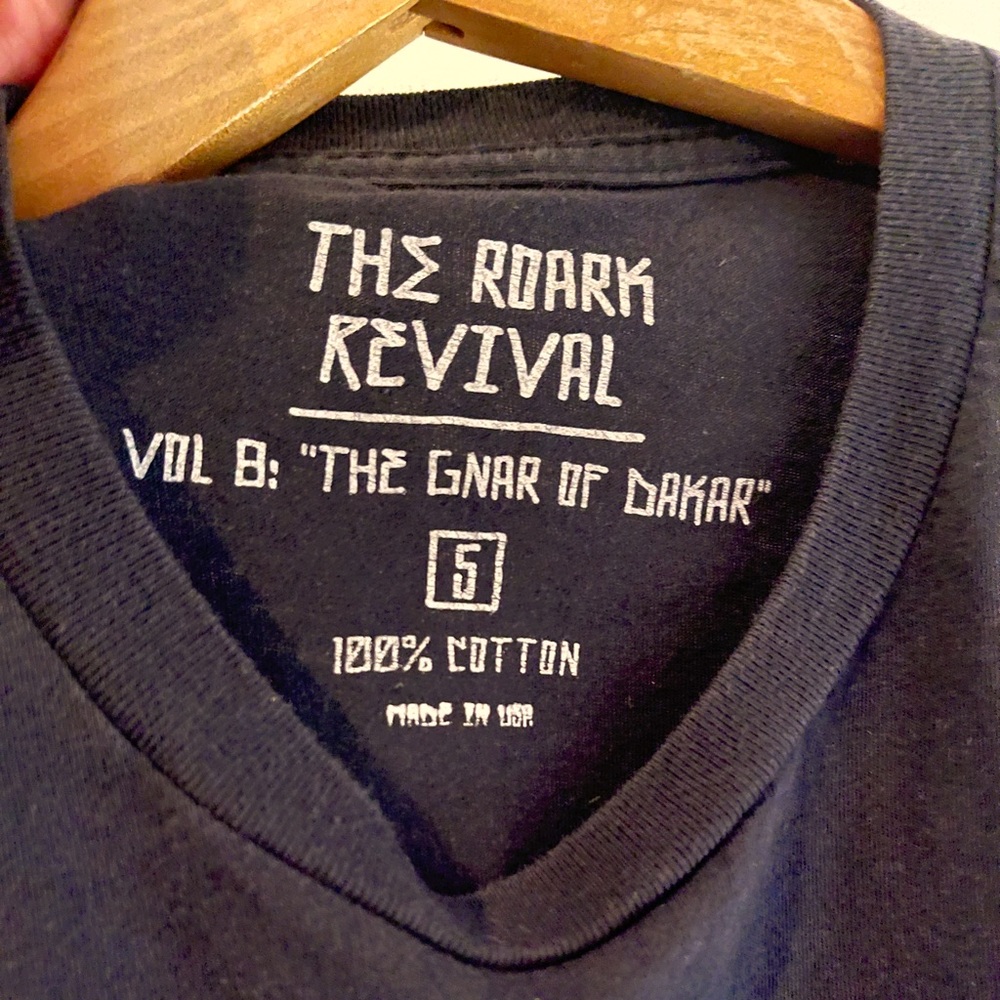 THE ROARK
REVIVAL
VOL 8: "THE GNAR OF DAKAR"
S
100% COTTON
MADE IN USA